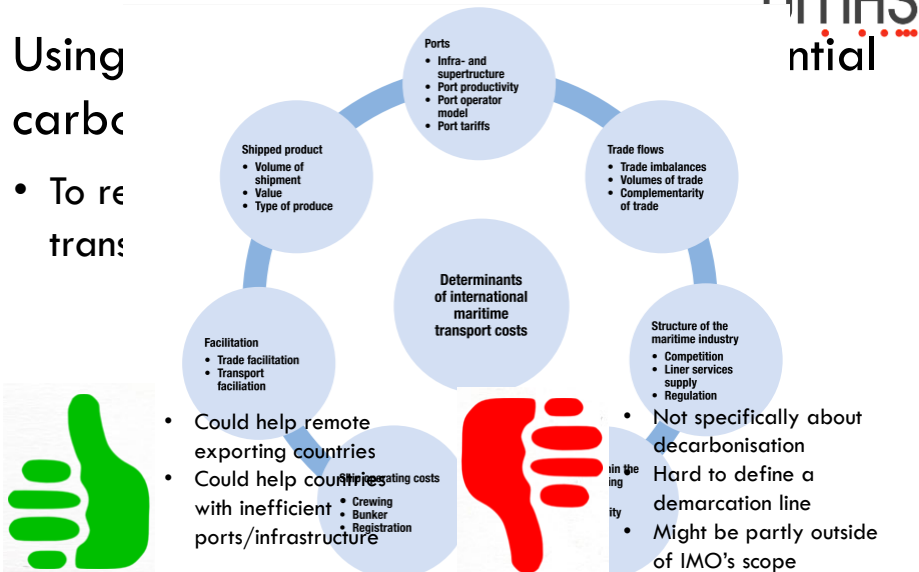 Using
ntial
carbo
• To re
trans
Ports
• Infra- and
supertructure
• Port productivity
• Port operator
model
• Port tariffs
Shipped product
• Volume of
shipment
• Value
• Type of produce
Trade flows
• Trade imbalances
• Volumes of trade
• Complementarity
of trade
Determinants
of international
maritime
transport costs
Facilitation
• Trade facilitation
• Transport
faciliation
Structure of the
maritime industry
• Competition
• Liner services
supply
• Regulation
• Could help remote
exporting countries
• Could help countries
with inefficient
ports/infrastructure
Ship operating costs
• Crewing
• Bunker
• Registration
• Not specifically about
decarbonisation
• Hard to define a
demarcation line
• Might be partly outside
of IMO's scope